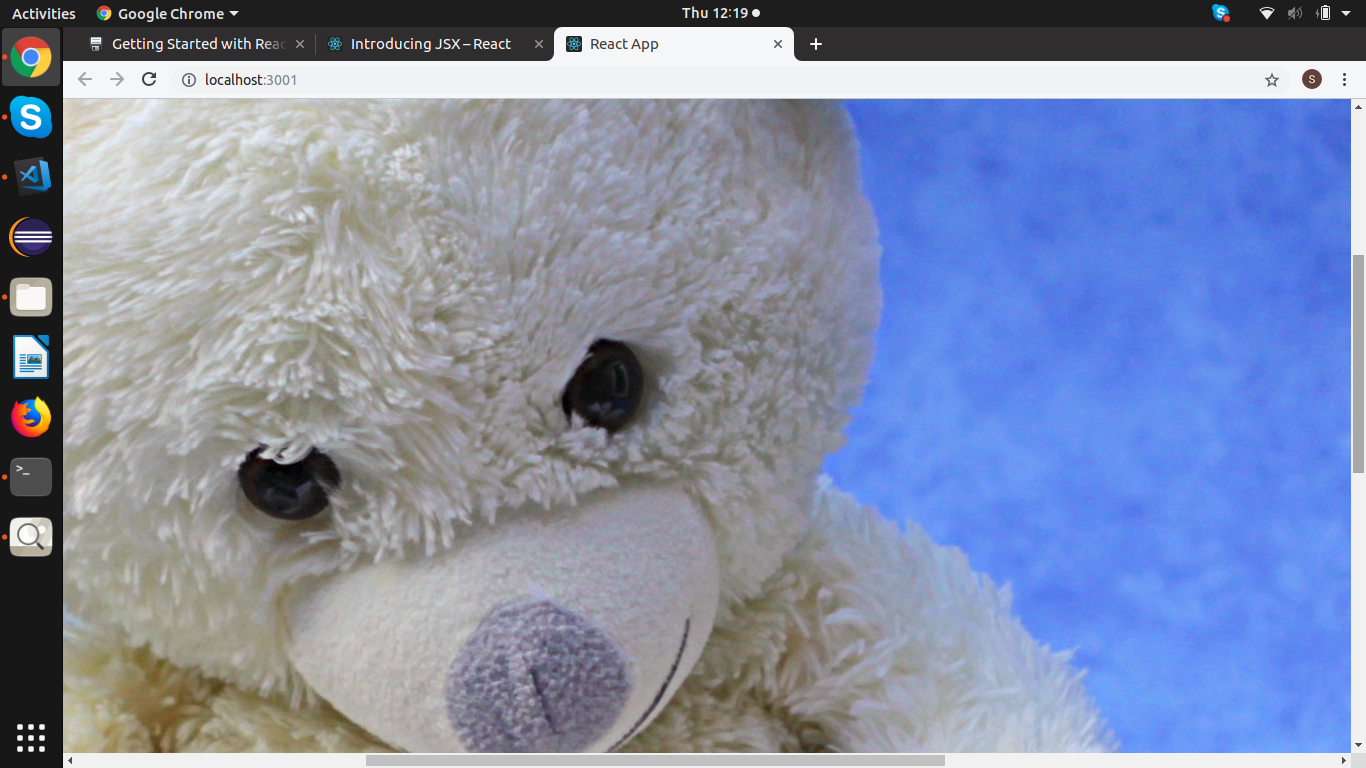 Activities Google Chrome Thu 12:19
Getting Started with Reac Introducing JSX – React React App
localhost:3001 S
S
>_